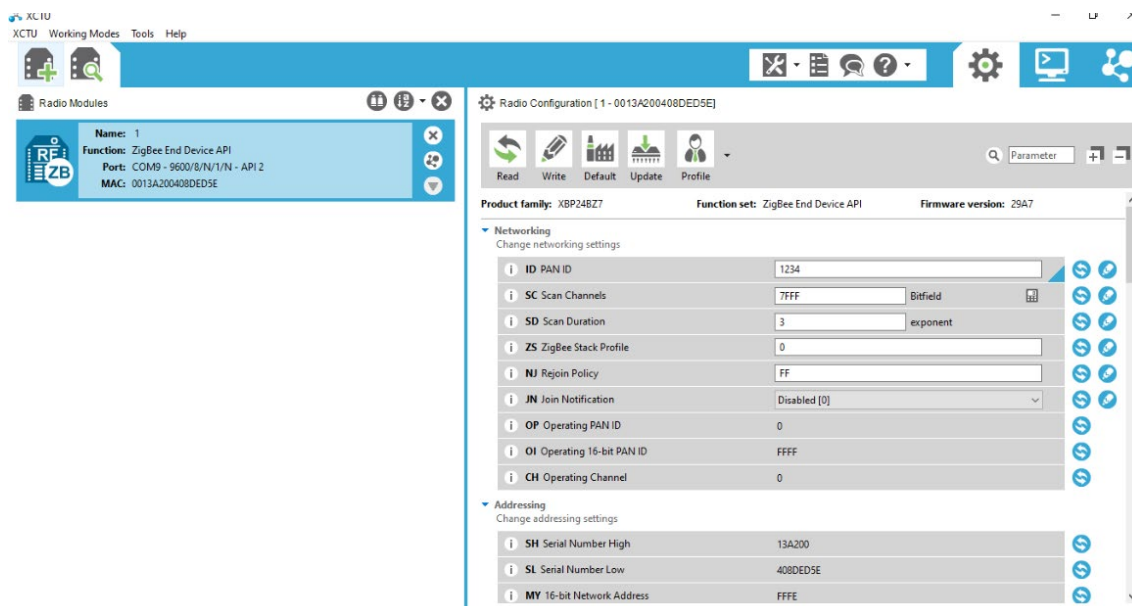 XCTU
XCTU Working Modes Tools Help
Radio Modules
Name: 1
Function: ZigBee End Device API
Port: COM9 - 9600/8/N/1/N - API 2
MAC: 0013A200408DED5E
RF
ZB
Radio Configuration [ 1 - 0013A200408DED5E]
Read Write Default Update Profile
Parameter
Product family: XBP24BZ7 Function set: ZigBee End Device API Firmware version: 29A7
Networking
Change networking settings
i ID PAN ID 1234
i SC Scan Channels 7FFF Bitfield
i SD Scan Duration 3 exponent
i ZS ZigBee Stack Profile 0
i NJ Rejoin Policy FF
i JN Join Notification Disabled [0]
i OP Operating PAN ID 0
i OI Operating 16-bit PAN ID FFFF
i CH Operating Channel 0
Addressing
Change addressing settings
i SH Serial Number High 13A200
i SL Serial Number Low 408DED5E
i MY 16-bit Network Address FFFE